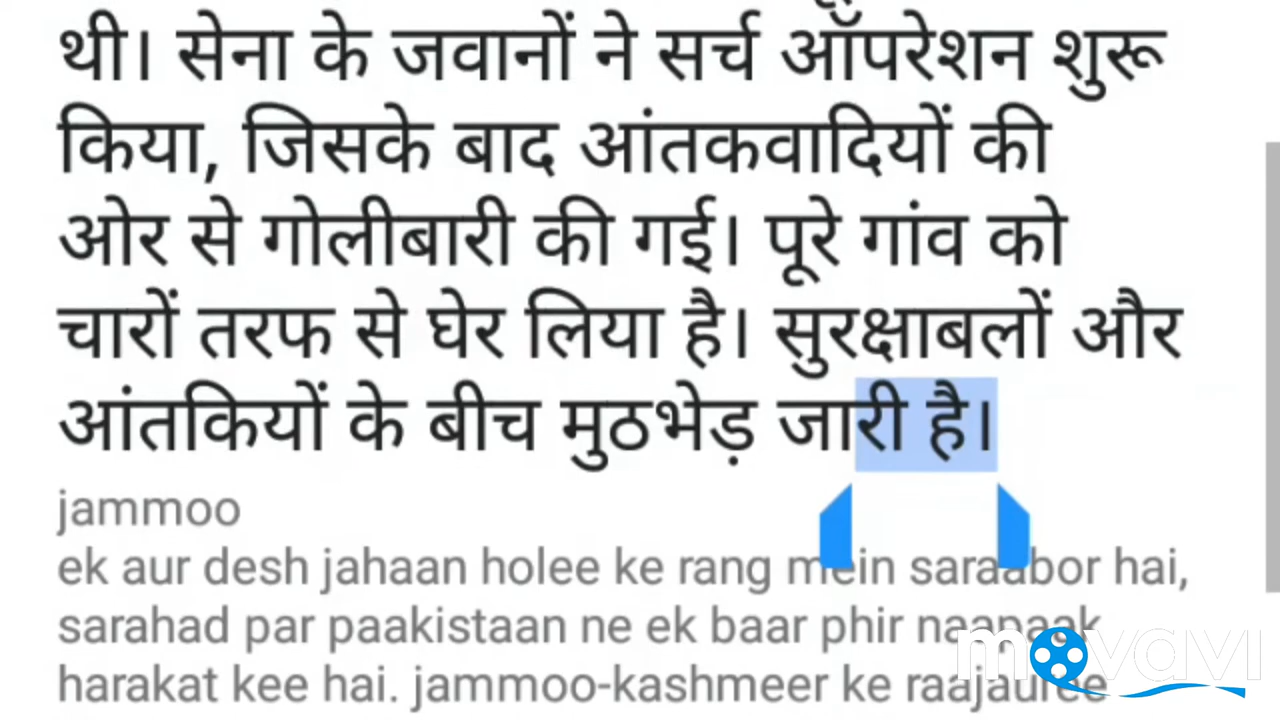 थी। सेना के जवानों ने सर्च ऑपरेशन शुरू
किया, जिसके बाद आंतकवादियों की
ओर से गोलीबारी की गई। पूरे गांव को
चारों तरफ से घेर लिया है। सुरक्षाबलों और
आंतकियों के बीच मुठभेड़ जारी है।
jammoo
ek aur desh jahaan holee ke rang mein saraabor hai,
sarahad par paakistaan ne ek baar phir naapaak
harakat kee hai. jammoo-kashmeer ke raajauree
movavi